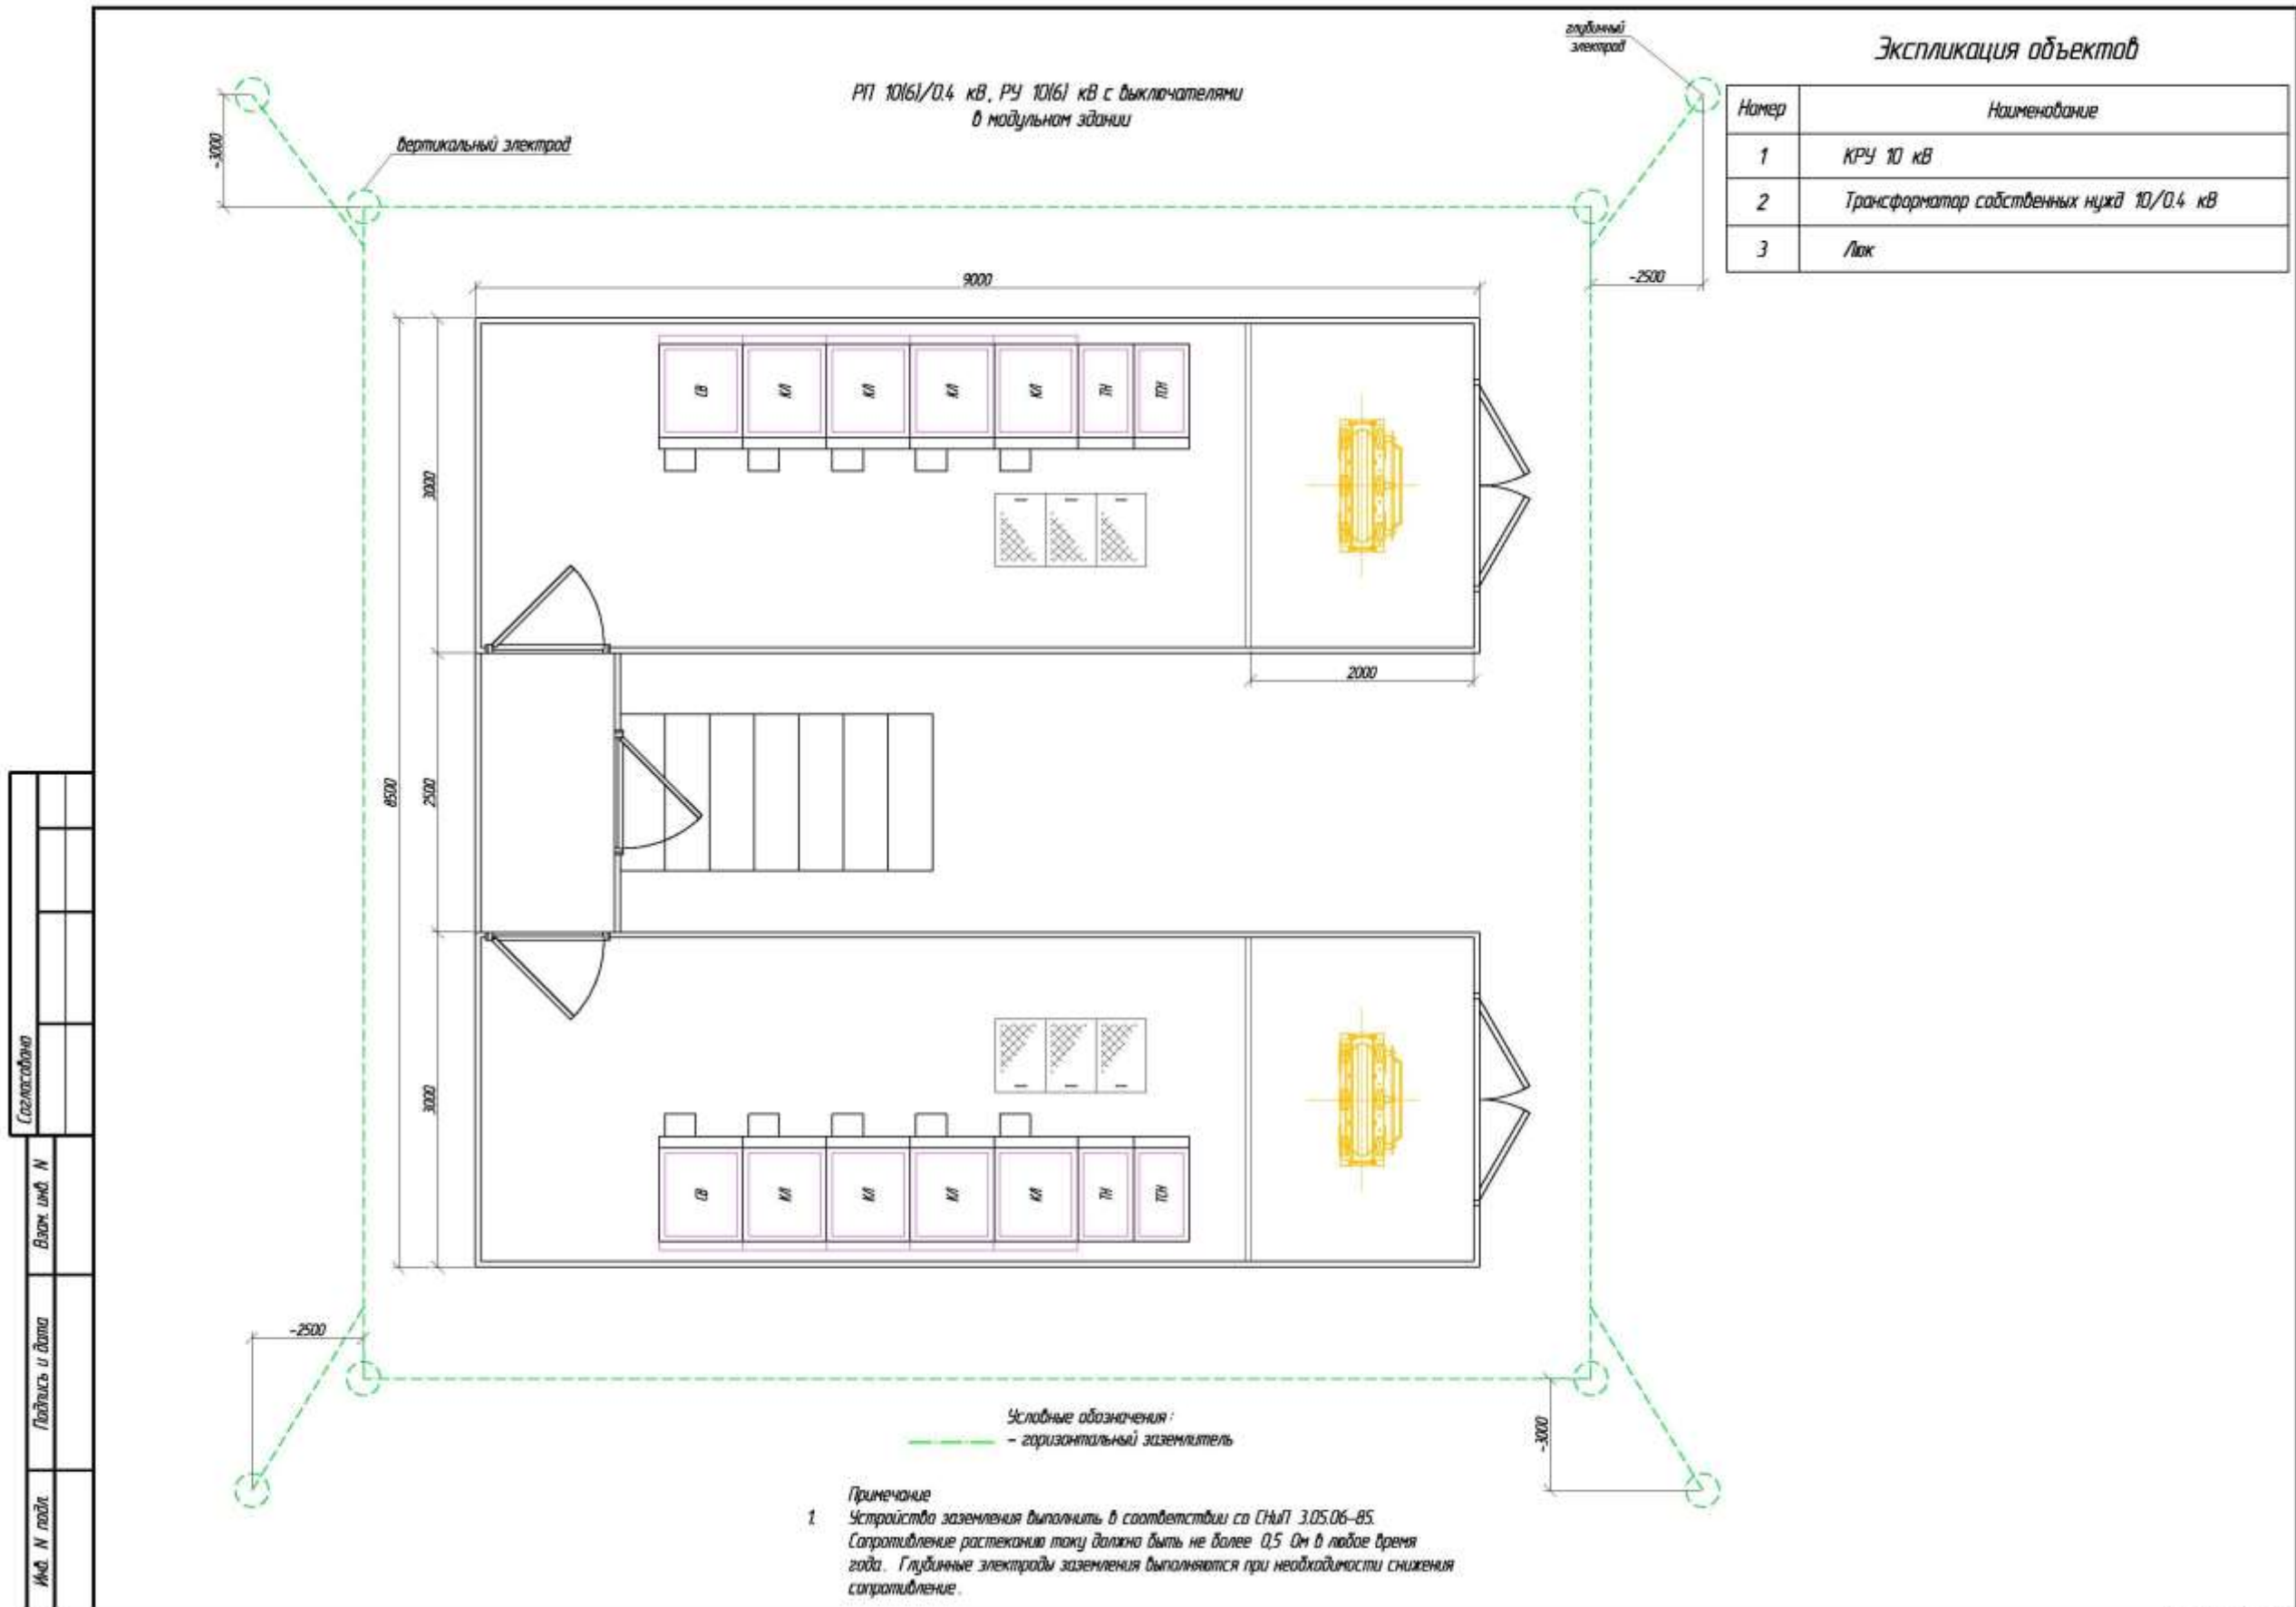 глубинный
электрод
Экспликация объектов
РП 10(6)/0.4 кВ, РУ 10(6) кВ с выключателями
в модульном здании
Номер Наименование
1 КРУ 10 кВ
2 Трансформатор собственных нужд 10/0.4 кВ
3 Люк
~3000
вертикальный электрод
~2500
9000
СВ КЛ КЛ КЛ КЛ ТН ТСН
3000
2000
8500
2500
3000
СВ КЛ КЛ КЛ КЛ ТН ТСН
~2500
~3000
Условные обозначения :
- горизонтальный заземлитель
Примечание
1. Устройство заземления выполнить в соответствии со СНиП 3.05.06-85.
Сопротивление растеканию току должно быть не более 0,5 Ом в любое время
года. Глубинные электроды заземления выполняются при необходимости снижения
сопротивление.
Согласовано
Взам. инв. N
Подпись и дата
Инв. N подл.